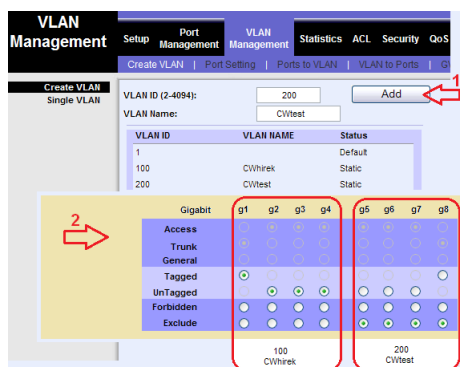 VLAN
Management
Setup
Port
Management
VLAN
Management
Statistics
ACL
Security
QoS
Create VLAN | Port Setting | Ports to VLAN | VLAN to Ports |
1
Create VLAN
Single VLAN
VLAN ID (2-4094): 200 Add
VLAN Name: CWtest
VLAN ID VLAN NAME Status
1 Default
100 CWhirek Static
200 CWtest Static
2
Gigabit g1 g2 g3 g4 g5 g6 g7 g8
Access
Trunk
General
Tagged
UnTagged
Forbidden
Exclude
100
CWhirek
200
CWtest